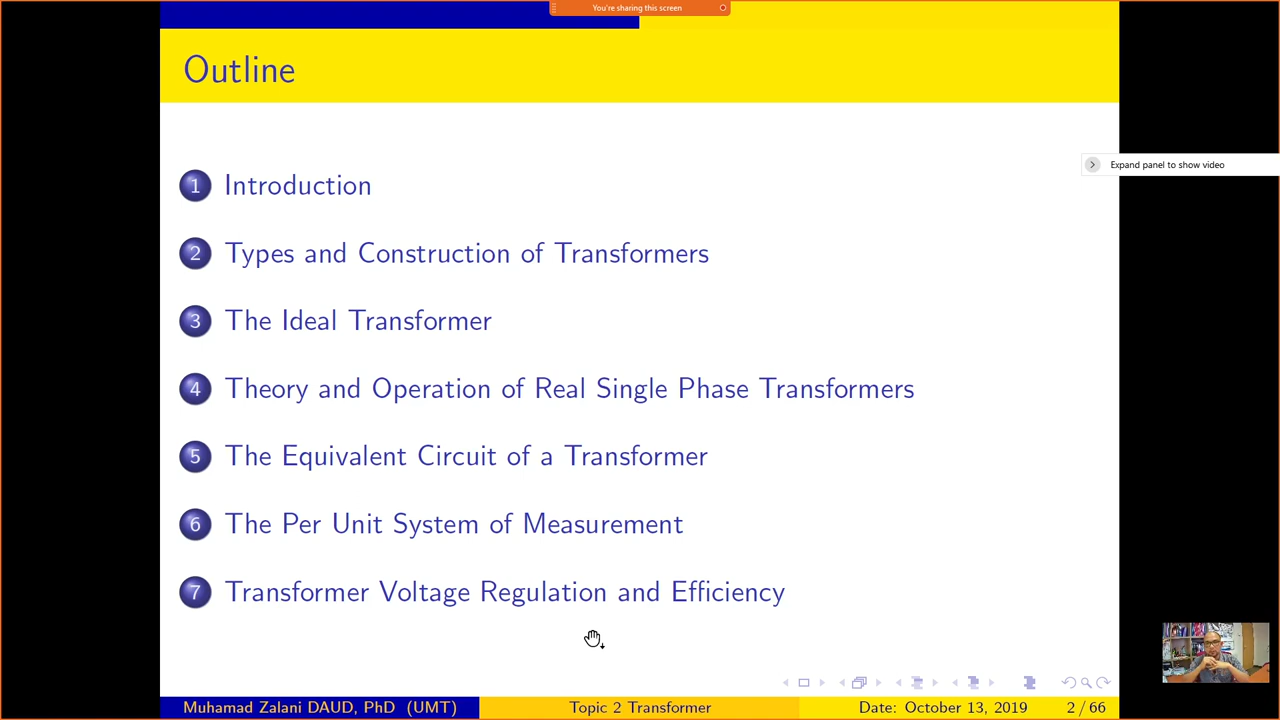 You're sharing this screen
Outline
Expand panel to show video
1 Introduction
2 Types and Construction of Transformers
3 The Ideal Transformer
4 Theory and Operation of Real Single Phase Transformers
5 The Equivalent Circuit of a Transformer
6 The Per Unit System of Measurement
7 Transformer Voltage Regulation and Efficiency
Muhamad Zalani DAUD, PhD (UMT) Topic 2 Transformer Date: October 13, 2019 2 / 66